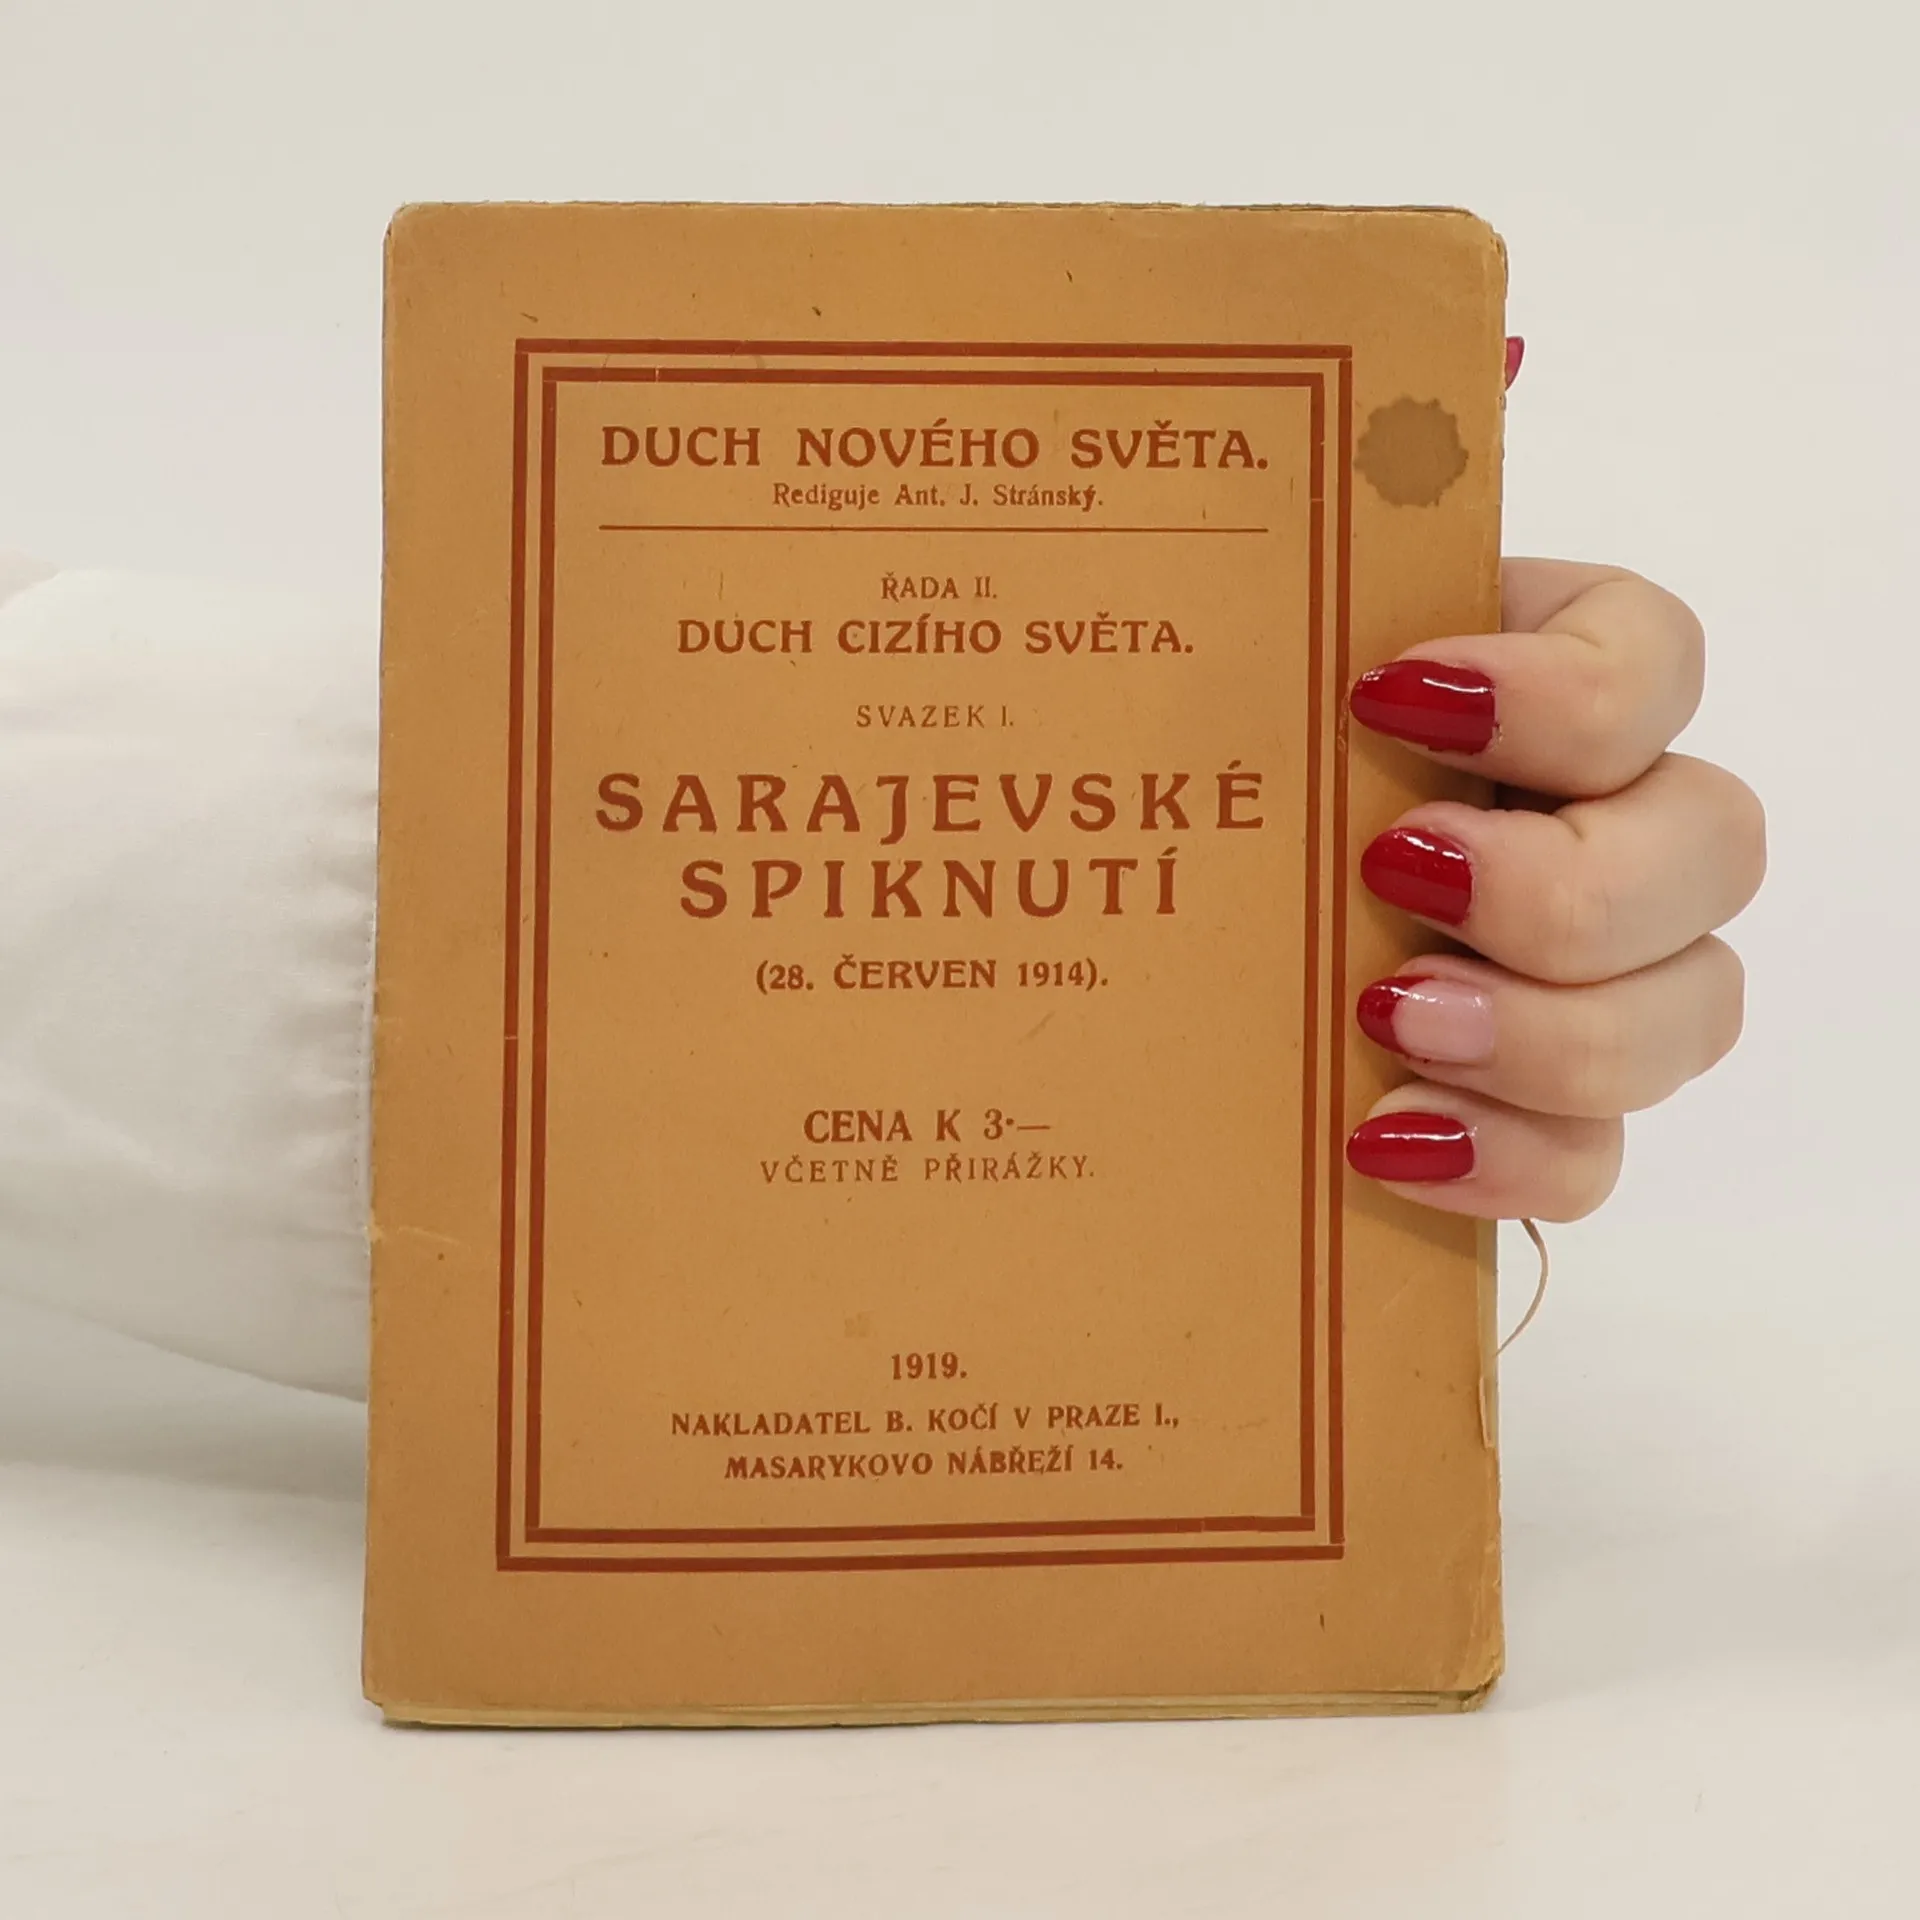 DUCH NOVÉHO SVĚTA.
Rediguje Ant. J. Stránský.
ŘADA II.
DUCH CIZÍHO SVĚTA.
SVAZEK I.
SARAJEVSKÉ
SPIKNUTÍ
(28. ČERVEN 1914).
CENA K 3·—
VČETNĚ PŘIRÁŽKY.
1919.
NAKLADATEL B. KOČÍ V PRAZE I.,
MASARYKOVO NÁBŘEŽÍ 14.